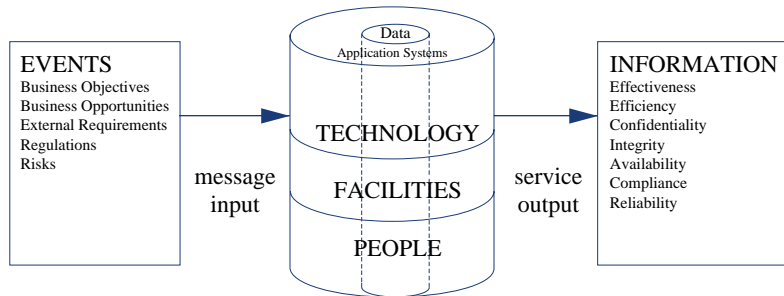 EVENTS
Business Objectives
Business Opportunities
External Requirements
Regulations
Risks
message
input
Data
Application Systems
TECHNOLOGY
FACILITIES
PEOPLE
service
output
INFORMATION
Effectiveness
Efficiency
Confidentiality
Integrity
Availability
Compliance
Reliability